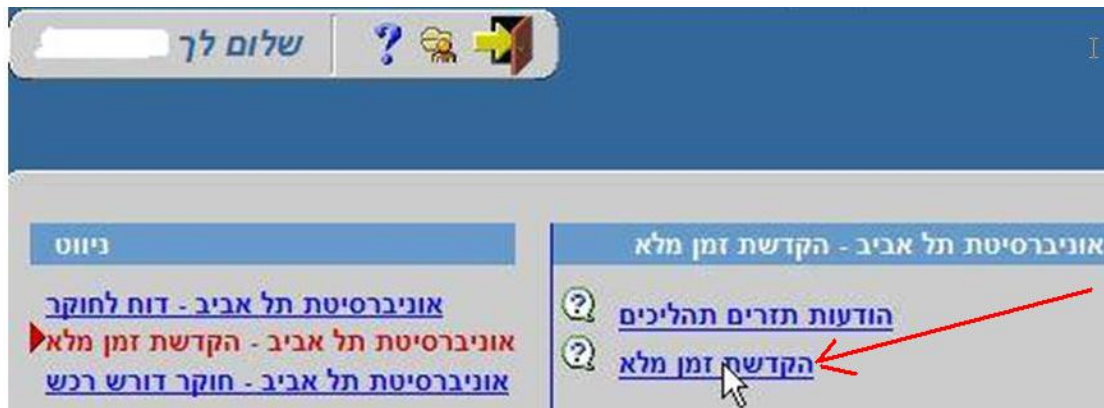 שלום לך
ניווט
אוניברסיטת תל אביב - דוח לחוקר
אוניברסיטת תל אביב - הקדשת זמן מלא
אוניברסיטת תל אביב - חוקר דורש רכש
אוניברסיטת תל אביב - הקדשת זמן מלא
הודעות תזרים תהליכים
הקדשת זמן מלא